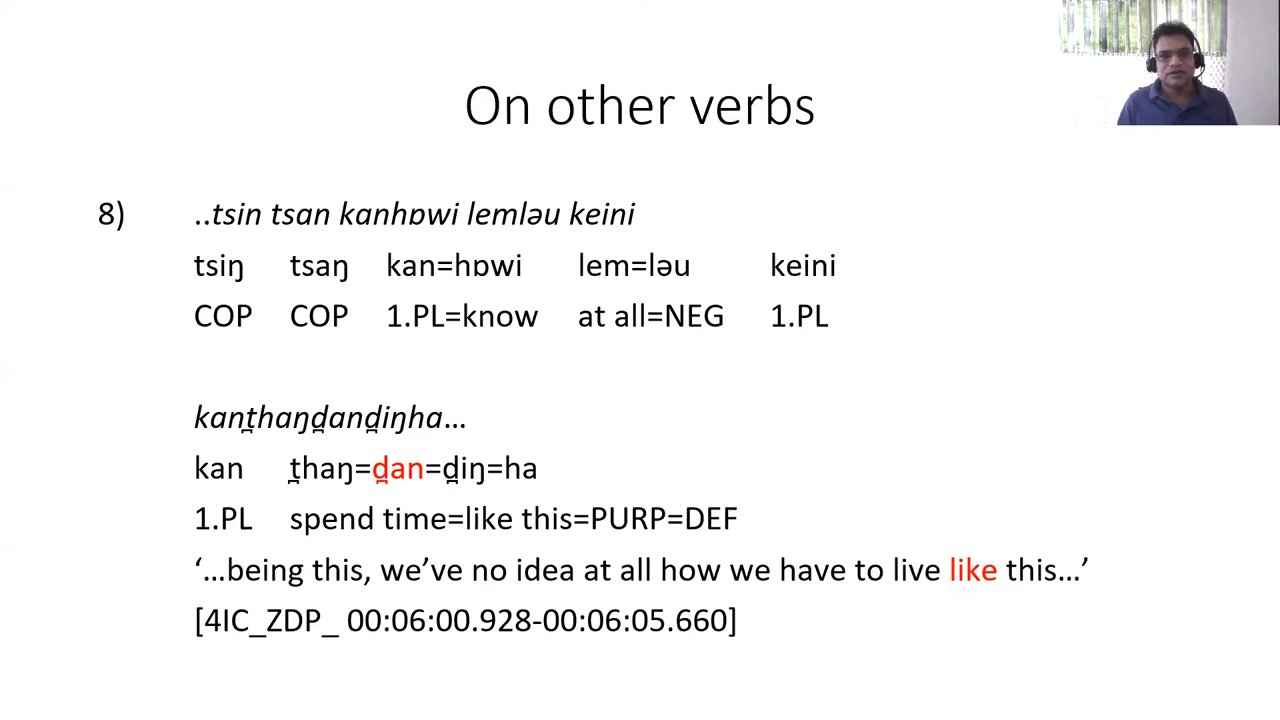 On other verbs
8) ..tsin tsan kanhɒwi lemləu keini
tsiŋ tsaŋ kan=hɒwi lem=ləu keini
COP COP 1.PL=know at all=NEG 1.PL
kant̪haŋd̪and̪iŋha…
kan t̪haŋ=d̪an=d̪iŋ=ha
1.PL spend time=like this=PURP=DEF
‘…being this, we’ve no idea at all how we have to live like this…’
[4IC_ZDP_ 00:06:00.928-00:06:05.660]